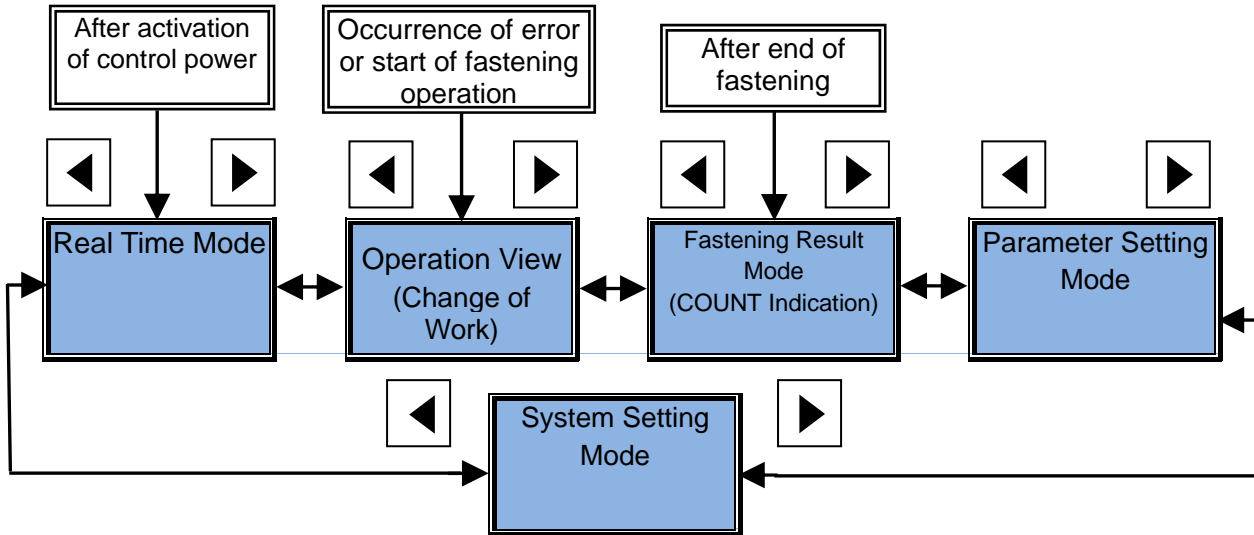 After activation
of control power
Occurrence of error
or start of fastening
operation
After end of
fastening
Real Time Mode
Operation View
(Change of
Work)
Fastening Result
Mode
(COUNT Indication)
Parameter Setting
Mode
System Setting
Mode